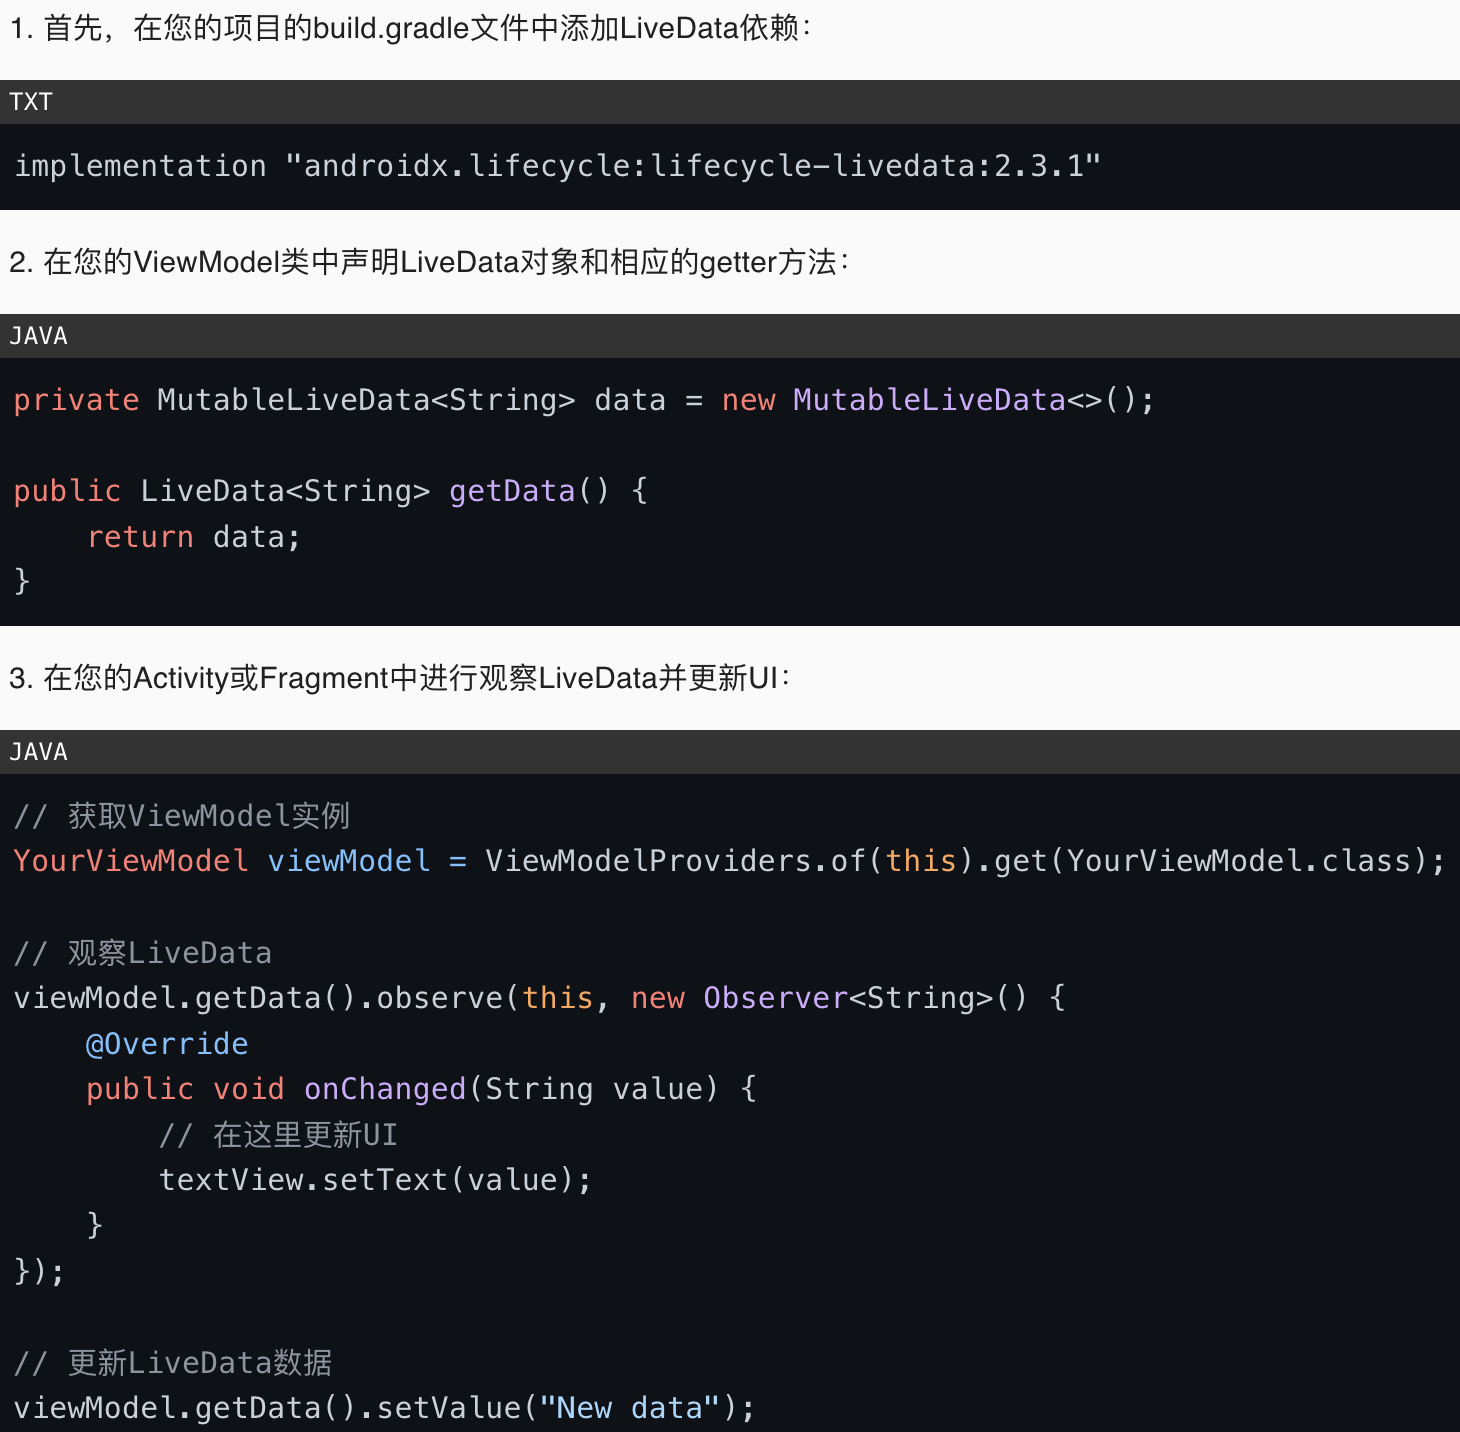 1. 首先，在您的项目的build.gradle文件中添加LiveData依赖：
TXT
implementation "androidx.lifecycle:lifecycle-livedata:2.3.1"
2. 在您的ViewModel类中声明LiveData对象和相应的getter方法：
JAVA
private MutableLiveData<String> data = new MutableLiveData<>();
public LiveData<String> getData() {
    return data;
}
3. 在您的Activity或Fragment中进行观察LiveData并更新UI：
JAVA
// 获取ViewModel实例
YourViewModel viewModel = ViewModelProviders.of(this).get(YourViewModel.class);
// 观察LiveData
viewModel.getData().observe(this, new Observer<String>() {
    @Override
    public void onChanged(String value) {
        // 在这里更新UI
        textView.setText(value);
    }
});
// 更新LiveData数据
viewModel.getData().setValue("New data");